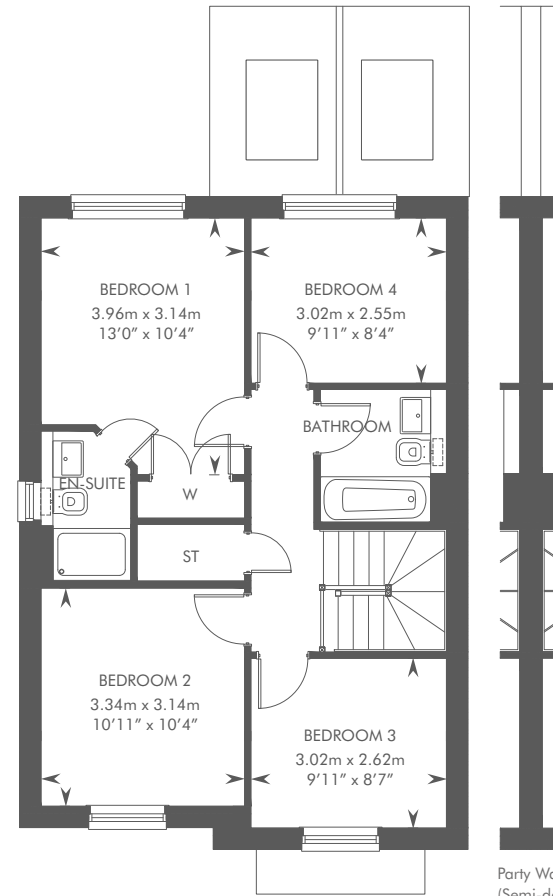 BEDROOM 1
3.96m x 3.14m
13’0” x 10’4”
BEDROOM 4
3.02m x 2.55m
9’11” x 8’4”
BATHROOM
EN-SUITE
W
ST
BEDROOM 2
3.34m x 3.14m
10’11” x 10’4”
BEDROOM 3
3.02m x 2.62m
9’11” x 8’7”
Party